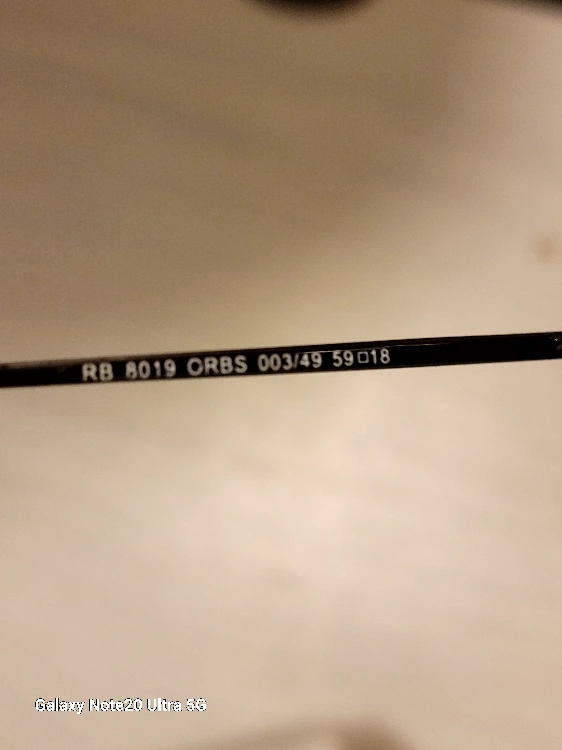 RB 8019 ORBS 003/49 59□18
Galaxy Note20 Ultra 5G